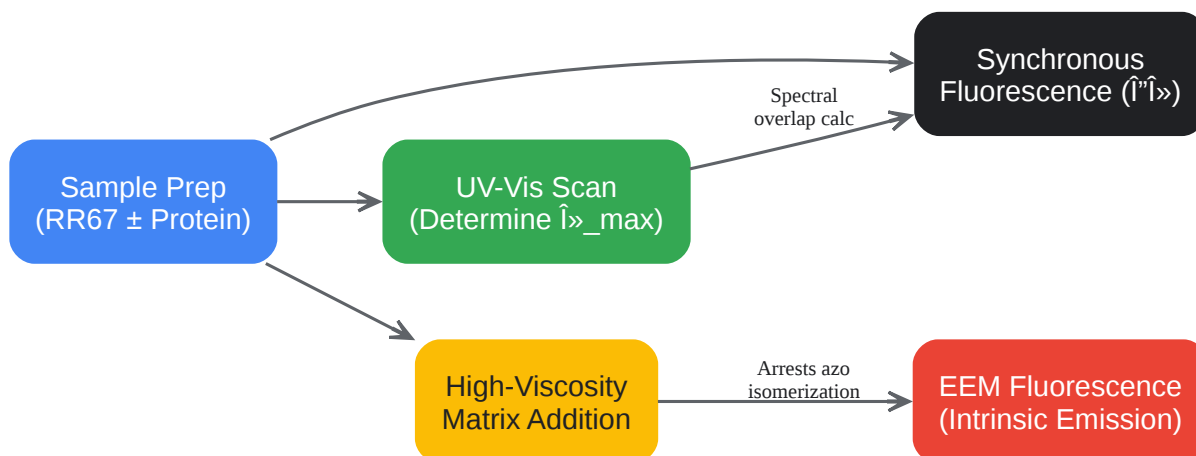 Synchronous
Fluorescence (Î”Î»)
Spectral
overlap calc
Sample Prep
(RR67 ± Protein)
UV-Vis Scan
(Determine Î»_max)
High-Viscosity
Matrix Addition
Arrests azo
isomerization
EEM Fluorescence
(Intrinsic Emission)